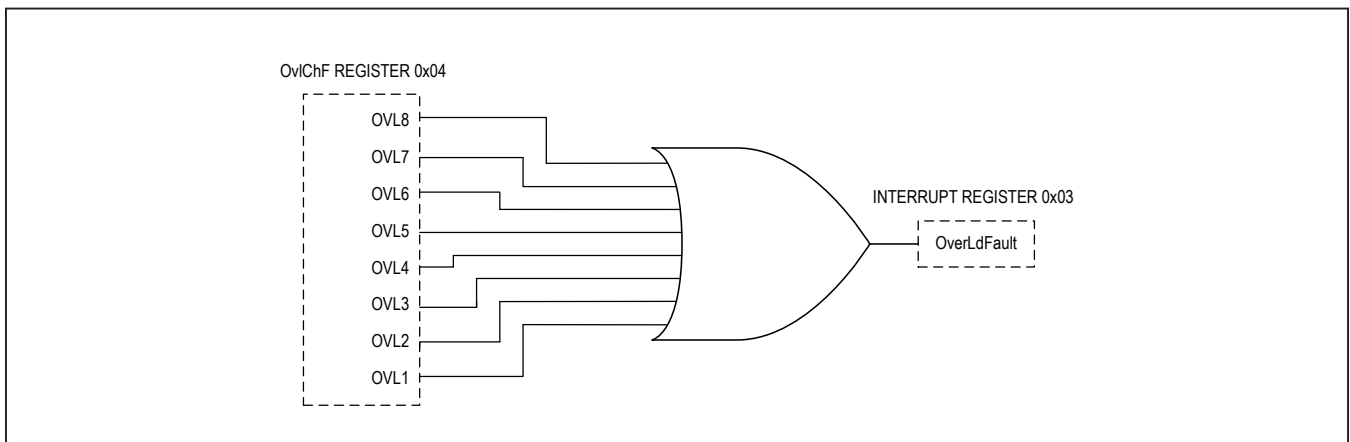 OvlChF REGISTER 0x04
OVL8
OVL7
OVL6
OVL5
OVL4
OVL3
OVL2
OVL1
INTERRUPT REGISTER 0x03
OverLdFault